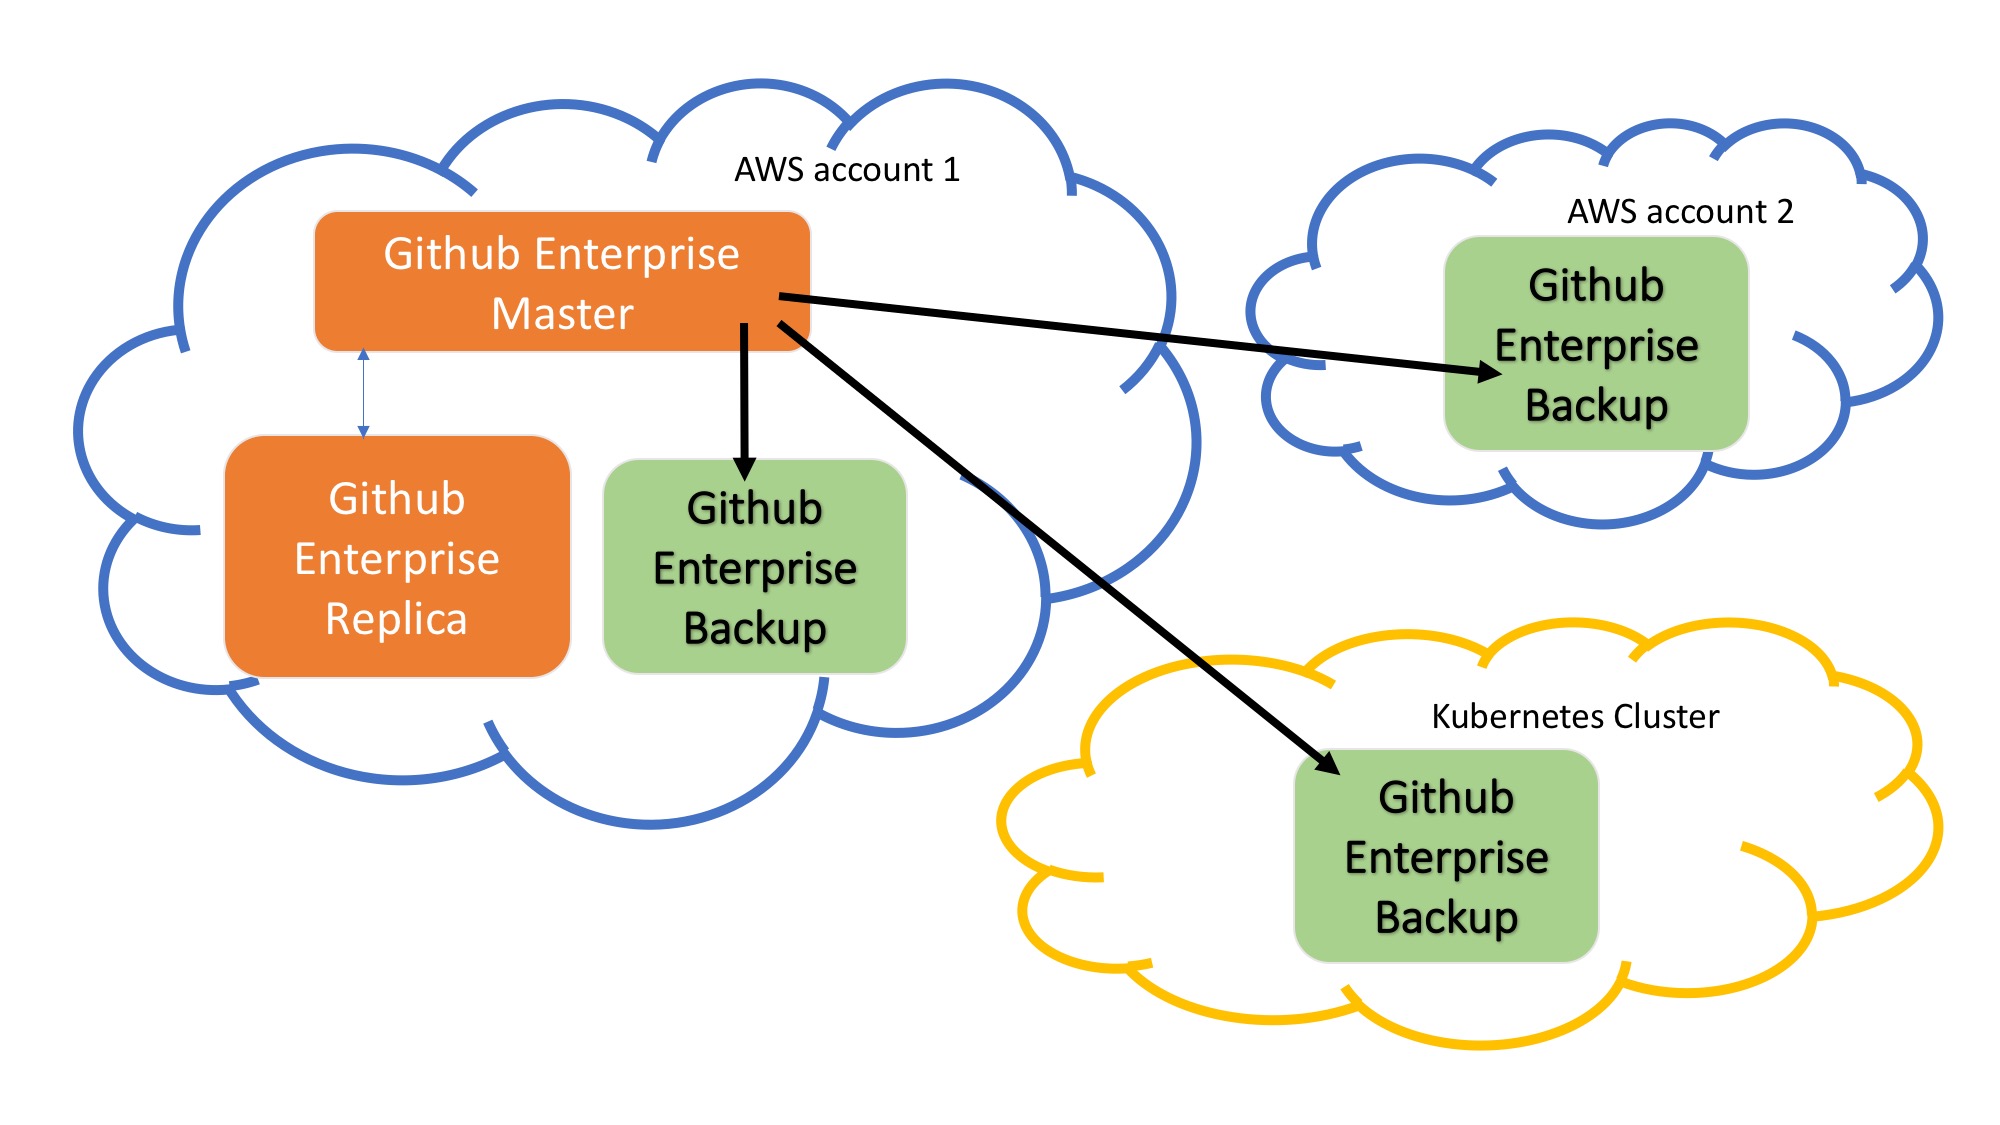 AWS account 1
Github Enterprise
Master
Github
Enterprise
Replica
Github
Enterprise
Backup
AWS account 2
Github
Enterprise
Backup
Kubernetes Cluster
Github
Enterprise
Backup